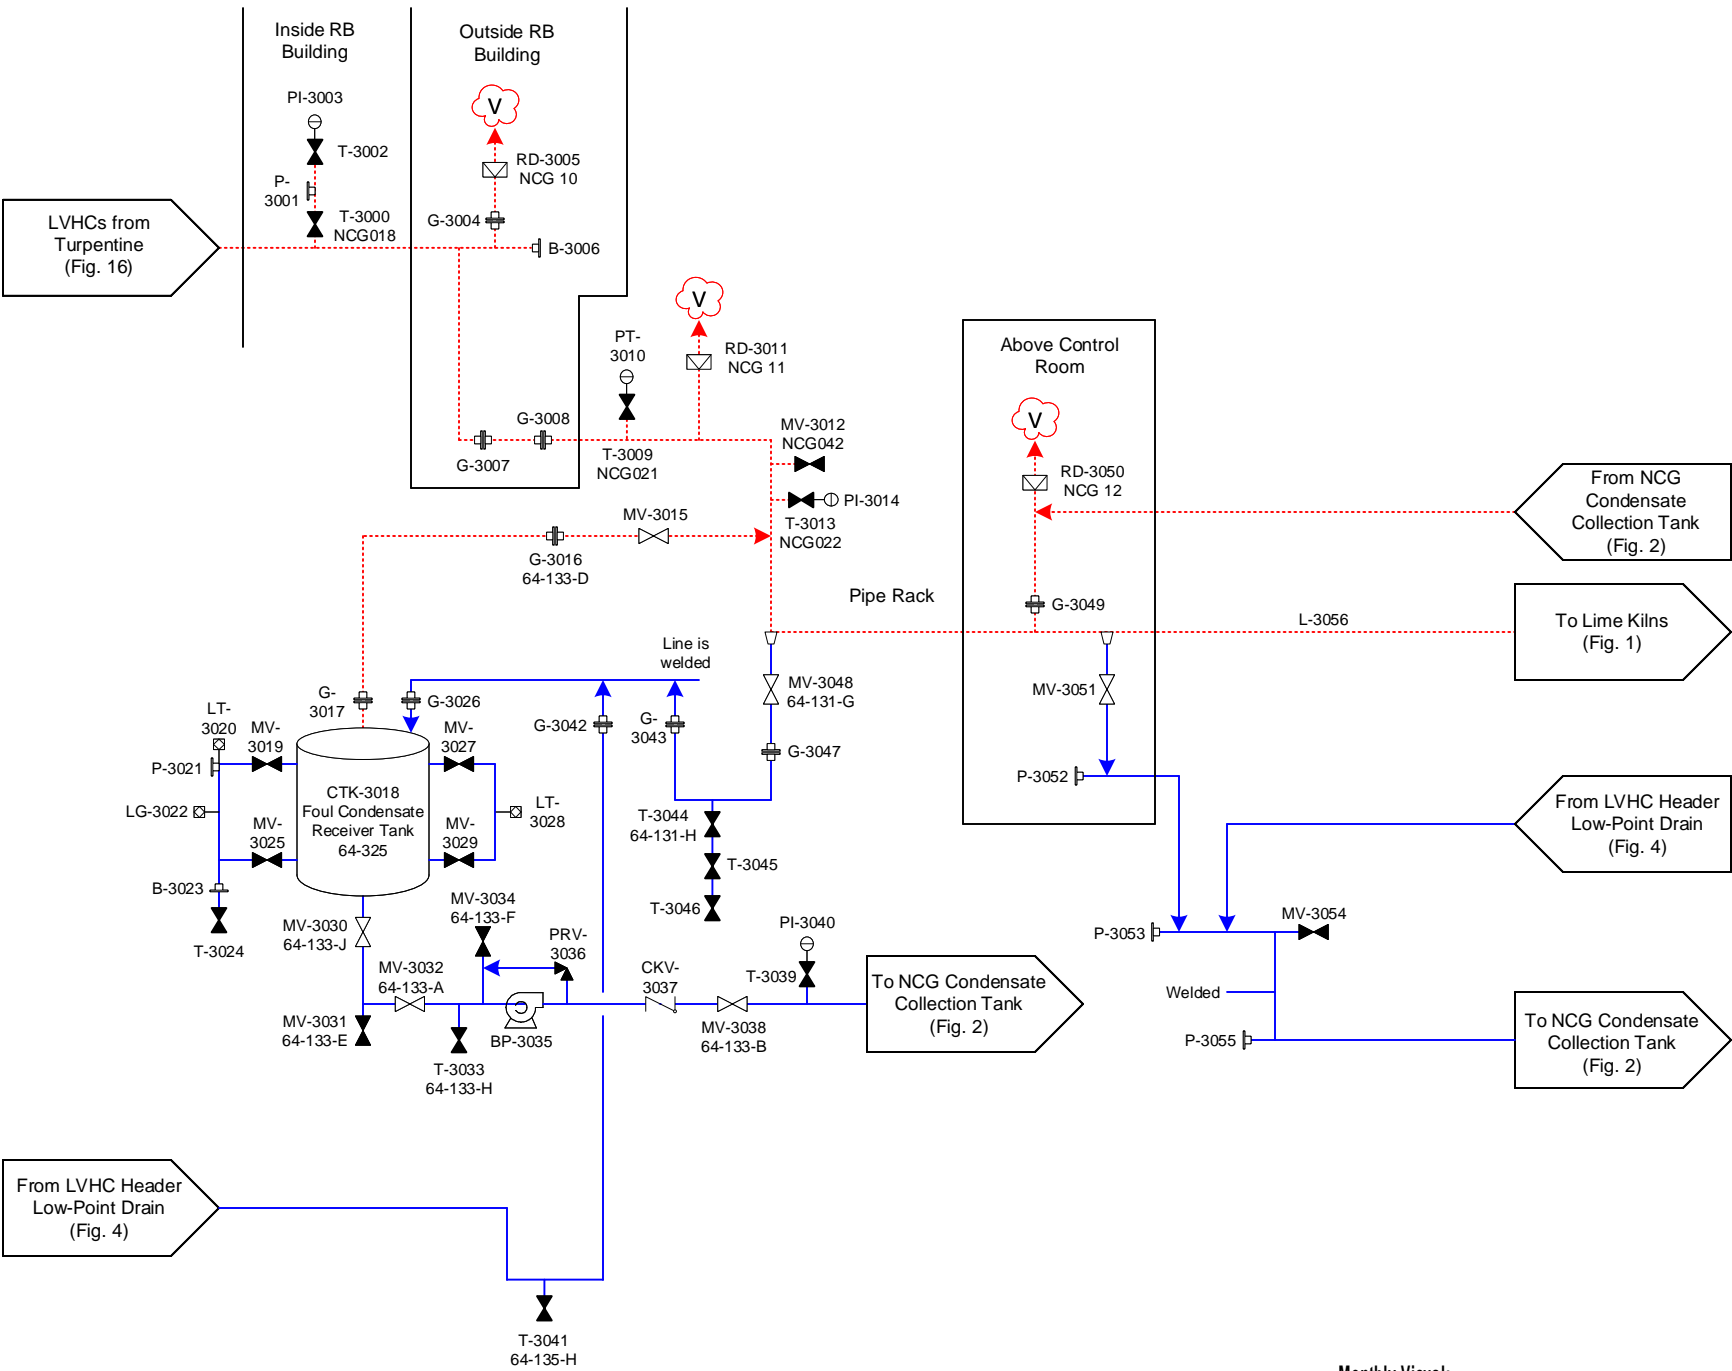 Inside RB
Building
Outside RB
Building
PI-3003
V
T-3002
RD-3005
NCG 10
P-
3001
T-3000
NCG018
G-3004
B-3006
LVHCs from
Turpentine
(Fig. 16)
V
PT-
3010
RD-3011
NCG 11
Above Control
Room
G-3008
G-3007
T-3009
NCG021
MV-3012
NCG042
V
RD-3050
NCG 12
PI-3014
T-3013
NCG022
MV-3015
G-3016
64-133-D
From NCG
Condensate
Collection Tank
(Fig. 2)
Pipe Rack
G-3049
L-3056
To Lime Kilns
(Fig. 1)
Line is
welded
G-
3017
G-3026
MV-3048
64-131-G
MV-3051
LT-
3020
MV-
3019
MV-
3027
G-3042
G-
3043
G-3047
P-3021
P-3052
CTK-3018
Foul Condensate
Receiver Tank
64-325
LG-3022
LT-
3028
MV-
3025
MV-
3029
T-3044
64-131-H
From LVHC Header
Low-Point Drain
(Fig. 4)
T-3045
B-3023
T-3046
T-3024
MV-3030
64-133-J
MV-3034
64-133-F
PRV-
3036
PI-3040
P-3053
MV-3054
MV-3032
64-133-A
CKV-
3037
T-3039
To NCG Condensate
Collection Tank
(Fig. 2)
Welded
MV-3031
64-133-E
BP-3035
MV-3038
64-133-B
P-3055
To NCG Condensate
Collection Tank
(Fig. 2)
T-3033
64-133-H
From LVHC Header
Low-Point Drain
(Fig. 4)
T-3041
64-135-H
Monthly Visual: